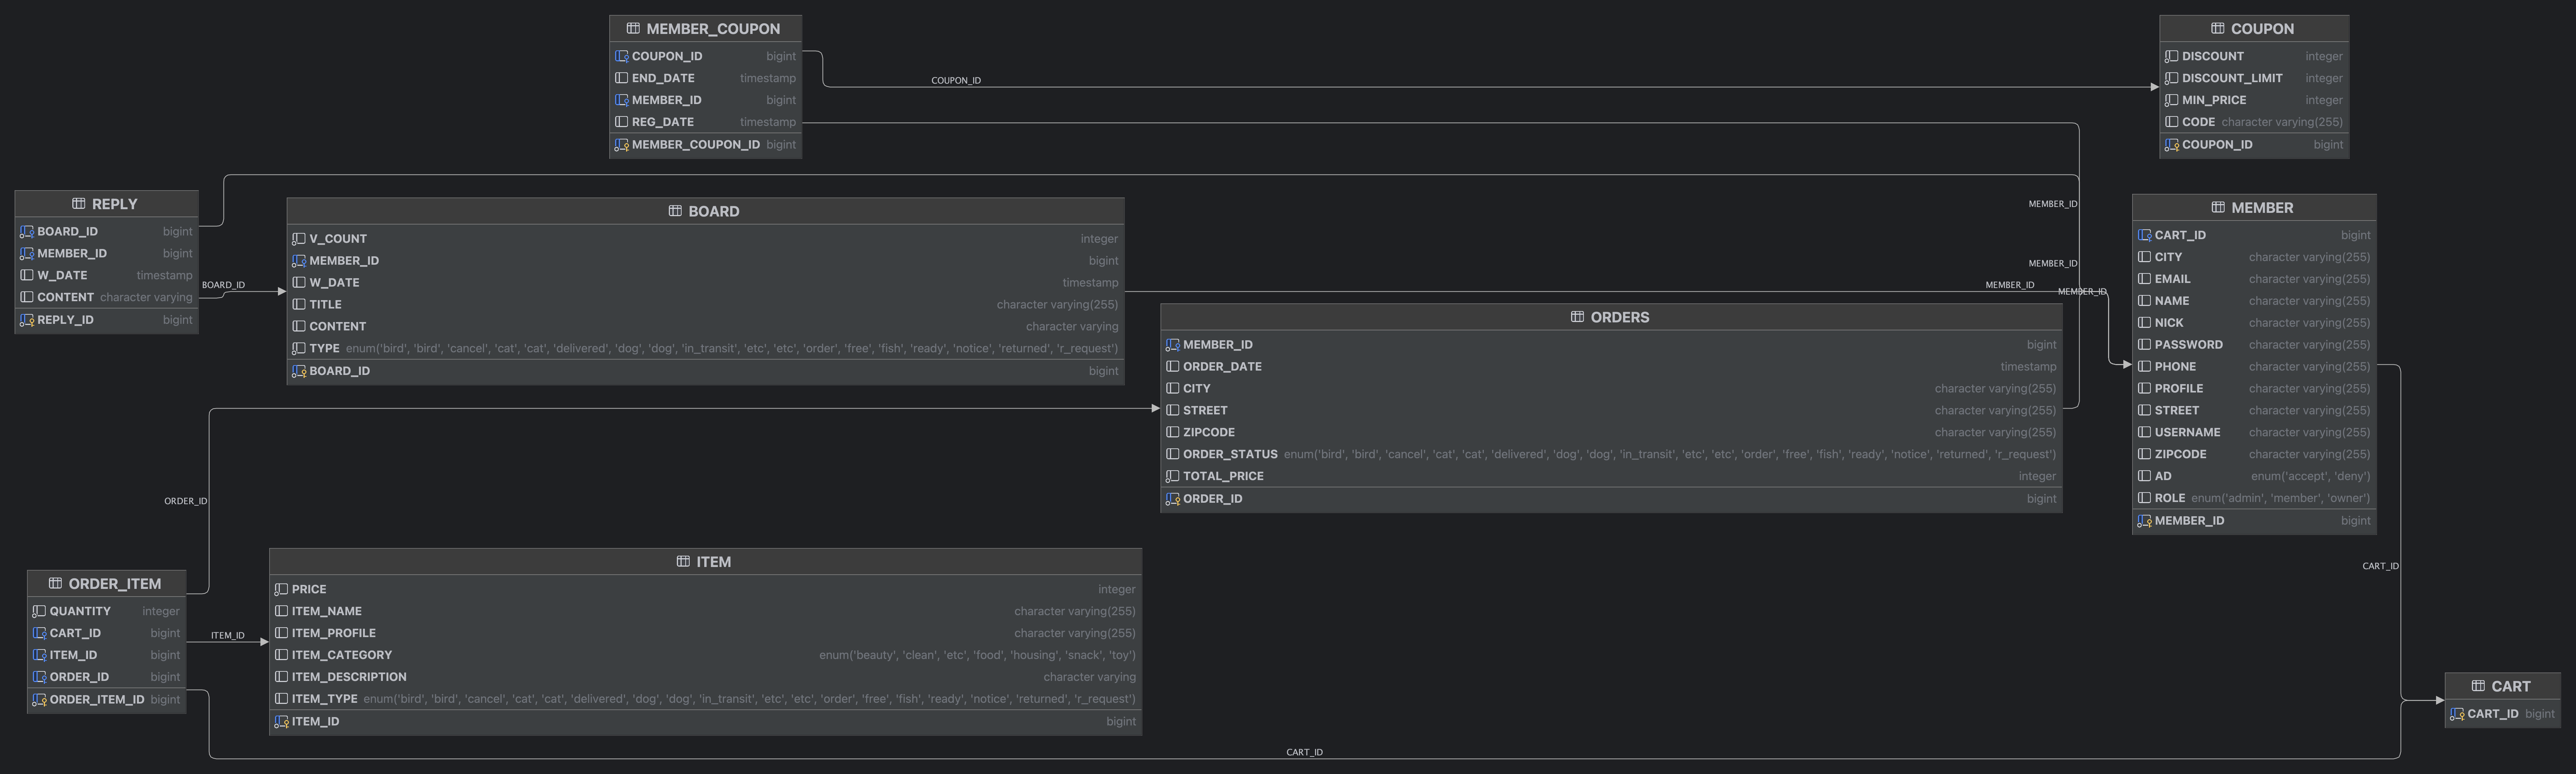 MEMBER_COUPON
COUPON_ID bigint
END_DATE timestamp
MEMBER_ID bigint
REG_DATE timestamp
MEMBER_COUPON_ID bigint
COUPON
DISCOUNT integer
DISCOUNT_LIMIT integer
MIN_PRICE integer
CODE character varying(255)
COUPON_ID bigint
COUPON_ID
REPLY
BOARD_ID bigint
MEMBER_ID bigint
W_DATE timestamp
CONTENT character varying
REPLY_ID bigint
BOARD_ID
BOARD
V_COUNT integer
MEMBER_ID bigint
W_DATE timestamp
TITLE character varying(255)
CONTENT character varying
TYPE enum('bird', 'bird', 'cancel', 'cat', 'cat', 'delivered', 'dog', 'dog', 'in_transit', 'etc', 'etc', 'order', 'free', 'fish', 'ready', 'notice', 'returned', 'r_request')
BOARD_ID bigint
MEMBER_ID
MEMBER_ID
MEMBER_ID
MEMBER_ID
MEMBER
CART_ID bigint
CITY character varying(255)
EMAIL character varying(255)
NAME character varying(255)
NICK character varying(255)
PASSWORD character varying(255)
PHONE character varying(255)
PROFILE character varying(255)
STREET character varying(255)
USERNAME character varying(255)
ZIPCODE character varying(255)
AD enum('accept', 'deny')
ROLE enum('admin', 'member', 'owner')
MEMBER_ID bigint
ORDERS
MEMBER_ID bigint
ORDER_DATE timestamp
CITY character varying(255)
STREET character varying(255)
ZIPCODE character varying(255)
ORDER_STATUS enum('bird', 'bird', 'cancel', 'cat', 'cat', 'delivered', 'dog', 'dog', 'in_transit', 'etc', 'etc', 'order', 'free', 'fish', 'ready', 'notice', 'returned', 'r_request')
TOTAL_PRICE integer
ORDER_ID bigint
ORDER_ID
ORDER_ITEM
QUANTITY integer
CART_ID bigint
ITEM_ID bigint
ORDER_ID bigint
ORDER_ITEM_ID bigint
ITEM_ID
ITEM
PRICE integer
ITEM_NAME character varying(255)
ITEM_PROFILE character varying(255)
ITEM_CATEGORY enum('beauty', 'clean', 'etc', 'food', 'housing', 'snack', 'toy')
ITEM_DESCRIPTION character varying
ITEM_TYPE enum('bird', 'bird', 'cancel', 'cat', 'cat', 'delivered', 'dog', 'dog', 'in_transit', 'etc', 'etc', 'order', 'free', 'fish', 'ready', 'notice', 'returned', 'r_request')
ITEM_ID bigint
CART_ID
CART
CART_ID bigint
CART_ID